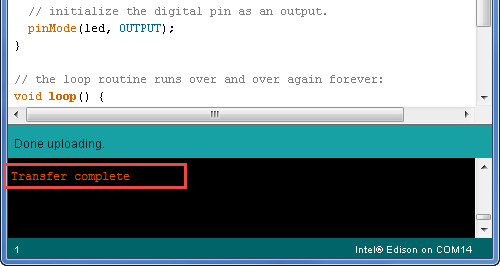 // initialize the digital pin as an output.
pinMode(led, OUTPUT);
}
// the loop routine runs over and over again forever:
void loop() {
Done uploading.
Transfer complete
1
Intel® Edison on COM14